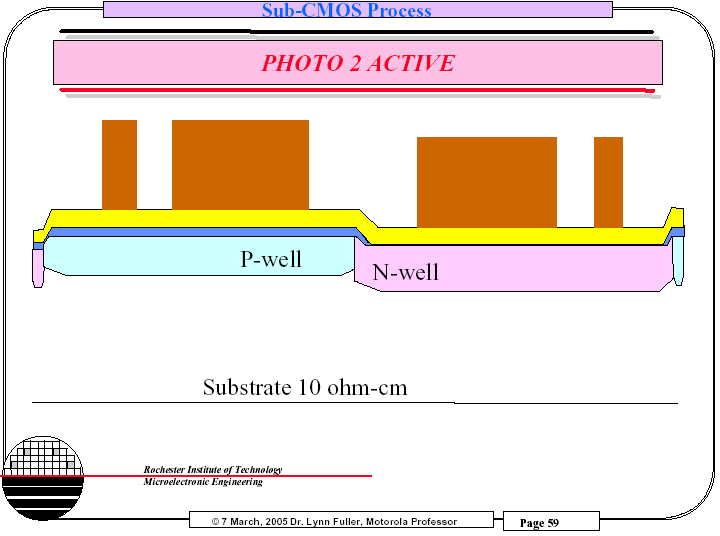 Sub-CMOS Process
PHOTO 2 ACTIVE
P-well
N-well
Substrate 10 ohm-cm
Rochester Institute of Technology
Microelectronic Engineering
© 7 March, 2005 Dr. Lynn Fuller, Motorola Professor
Page 59